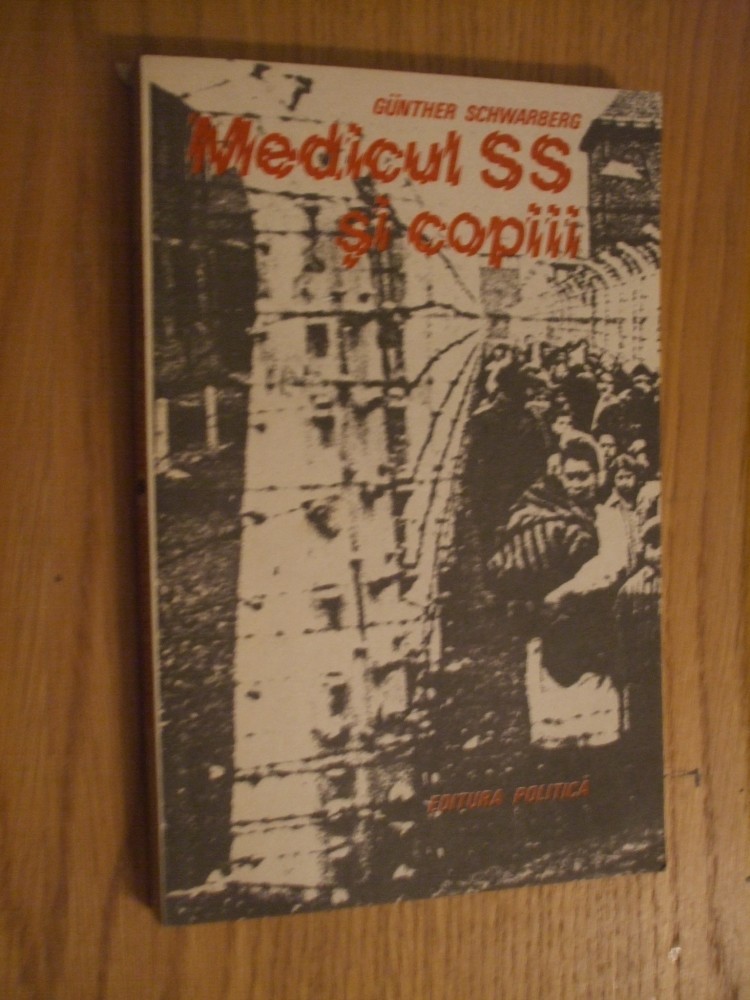 GÜNTHER SCHWARBERG
Medicul SS
și copiii
EDITURA POLITICĂ